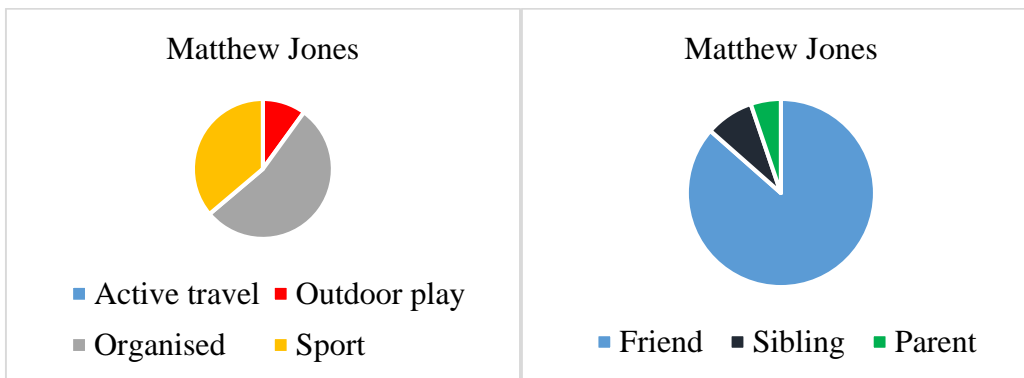 Matthew Jones
Active travel Outdoor play
Organised Sport
Matthew Jones
Friend Sibling Parent